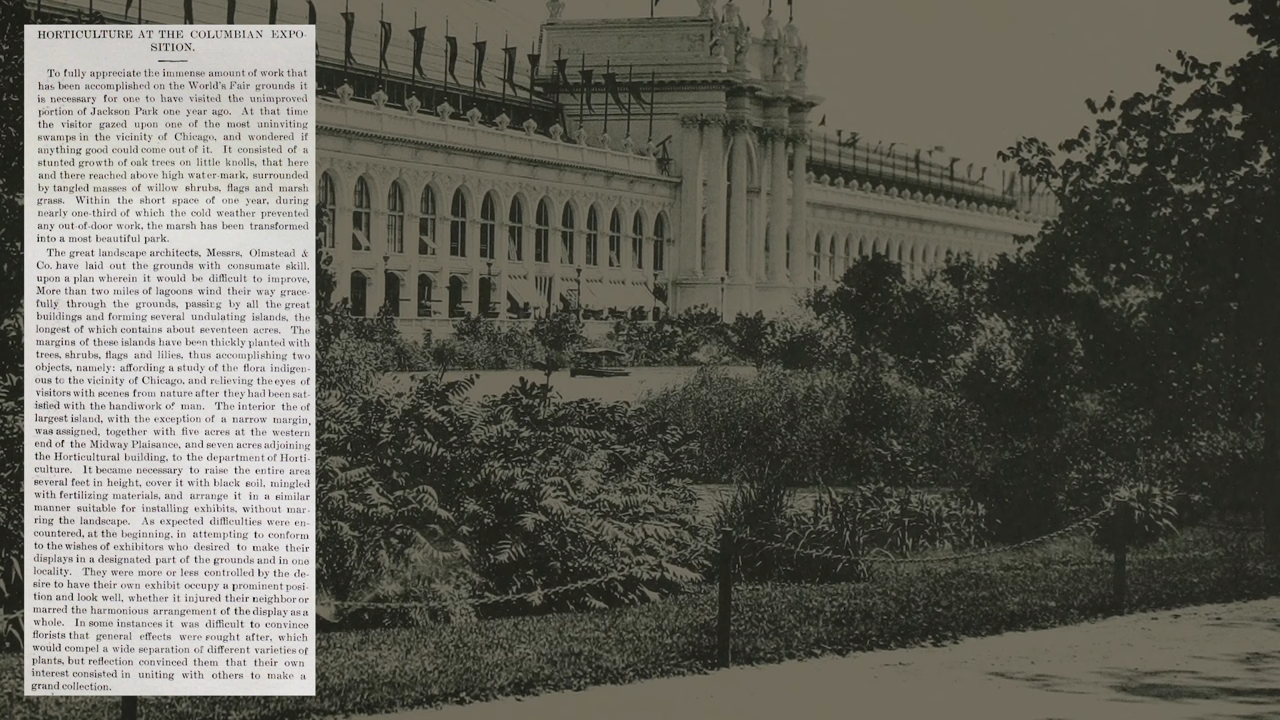 HORTICULTURE AT THE COLUMBIAN EXPO-
SITION.
To fully appreciate the immense amount of work that
has been accomplished on the World's Fair grounds it
is necessary for one to have visited the unimproved
portion of Jackson Park one year ago. At that time
the visitor gazed upon one of the most uninviting
swamps in the vicinity of Chicago, and wondered if
anything good could come out of it. It consisted of a
stunted growth of oak trees on little knolls, that here
and there reached above high water-mark, surrounded
by tangled masses of willow shrubs, flags and marsh
grass. Within the short space of one year, during
nearly one-third of which the cold weather prevented
any out-of-door work, the marsh has been transformed
into a most beautiful park.
The great landscape architects, Messrs, Olmstead &
Co. have laid out the grounds with consumate skill.
upon a plan wherein it would be difficult to improve,
More than two miles of lagoons wind their way grace-
fully through the grounds, passing by all the great
buildings and forming several undulating islands, the
longest of which contains about seventeen acres. The
margins of these islands have been thickly planted with
trees, shrubs, flags and lilies, thus accomplishing two
objects, namely: affording a study of the flora indigen-
ous to the vicinity of Chicago, and relieving the eyes of
visitors with scenes from nature after they had been sat-
isfied with the handiwork of man. The interior the of
largest island, with the exception of a narrow margin,
was assigned, together with five acres at the western
end of the Midway Plaisance, and seven acres adjoining
the Horticultural building, to the department of Horti-
culture. It became necessary to raise the entire area
several feet in height, cover it with black soil, mingled
with fertilizing materials, and arrange it in a similar
manner suitable for installing exhibits, without mar-
ring the landscape. As expected difficulties were en-
countered, at the beginning, in attempting to conform
to the wishes of exhibitors who desired to make their
displays in a designated part of the grounds and in one
locality. They were more or less controlled by the de-
sire to have their own exhibit occupy a prominent posi-
tion and look well, whether it injured their neighbor or
marred the harmonious arrangement of the display as a
whole. In some instances it was difficult to convince
florists that general effects were sought after, which
would compel a wide separation of different varieties of
plants, but reflection convinced them that their own
interest consisted in uniting with others to make a
grand collection.